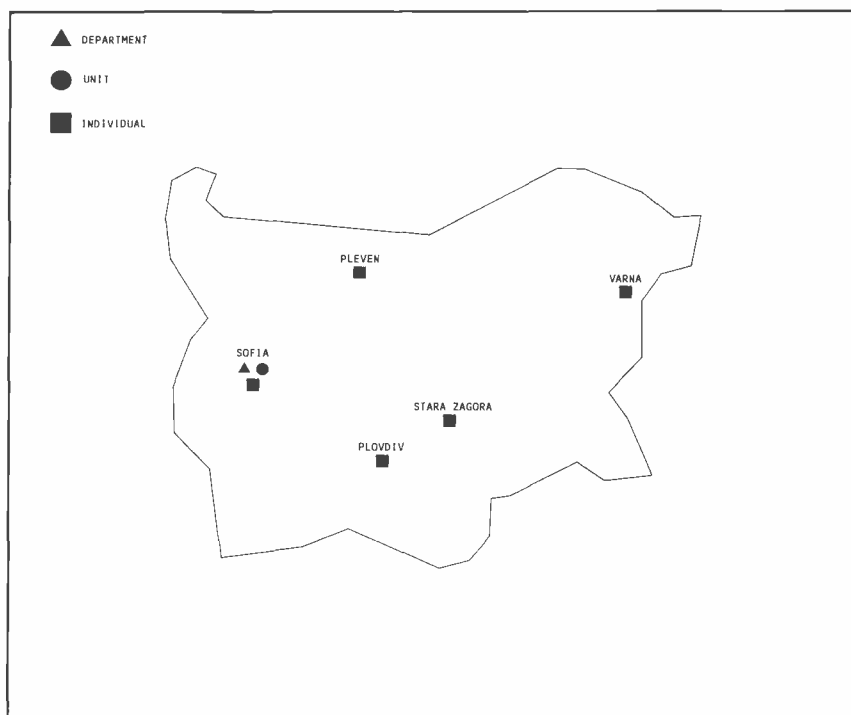 DEPARTMENT
UNIT
INDIVIDUAL
PLEVEN
VARNA
SOFIA
STARA ZAGORA
PLOVDIV